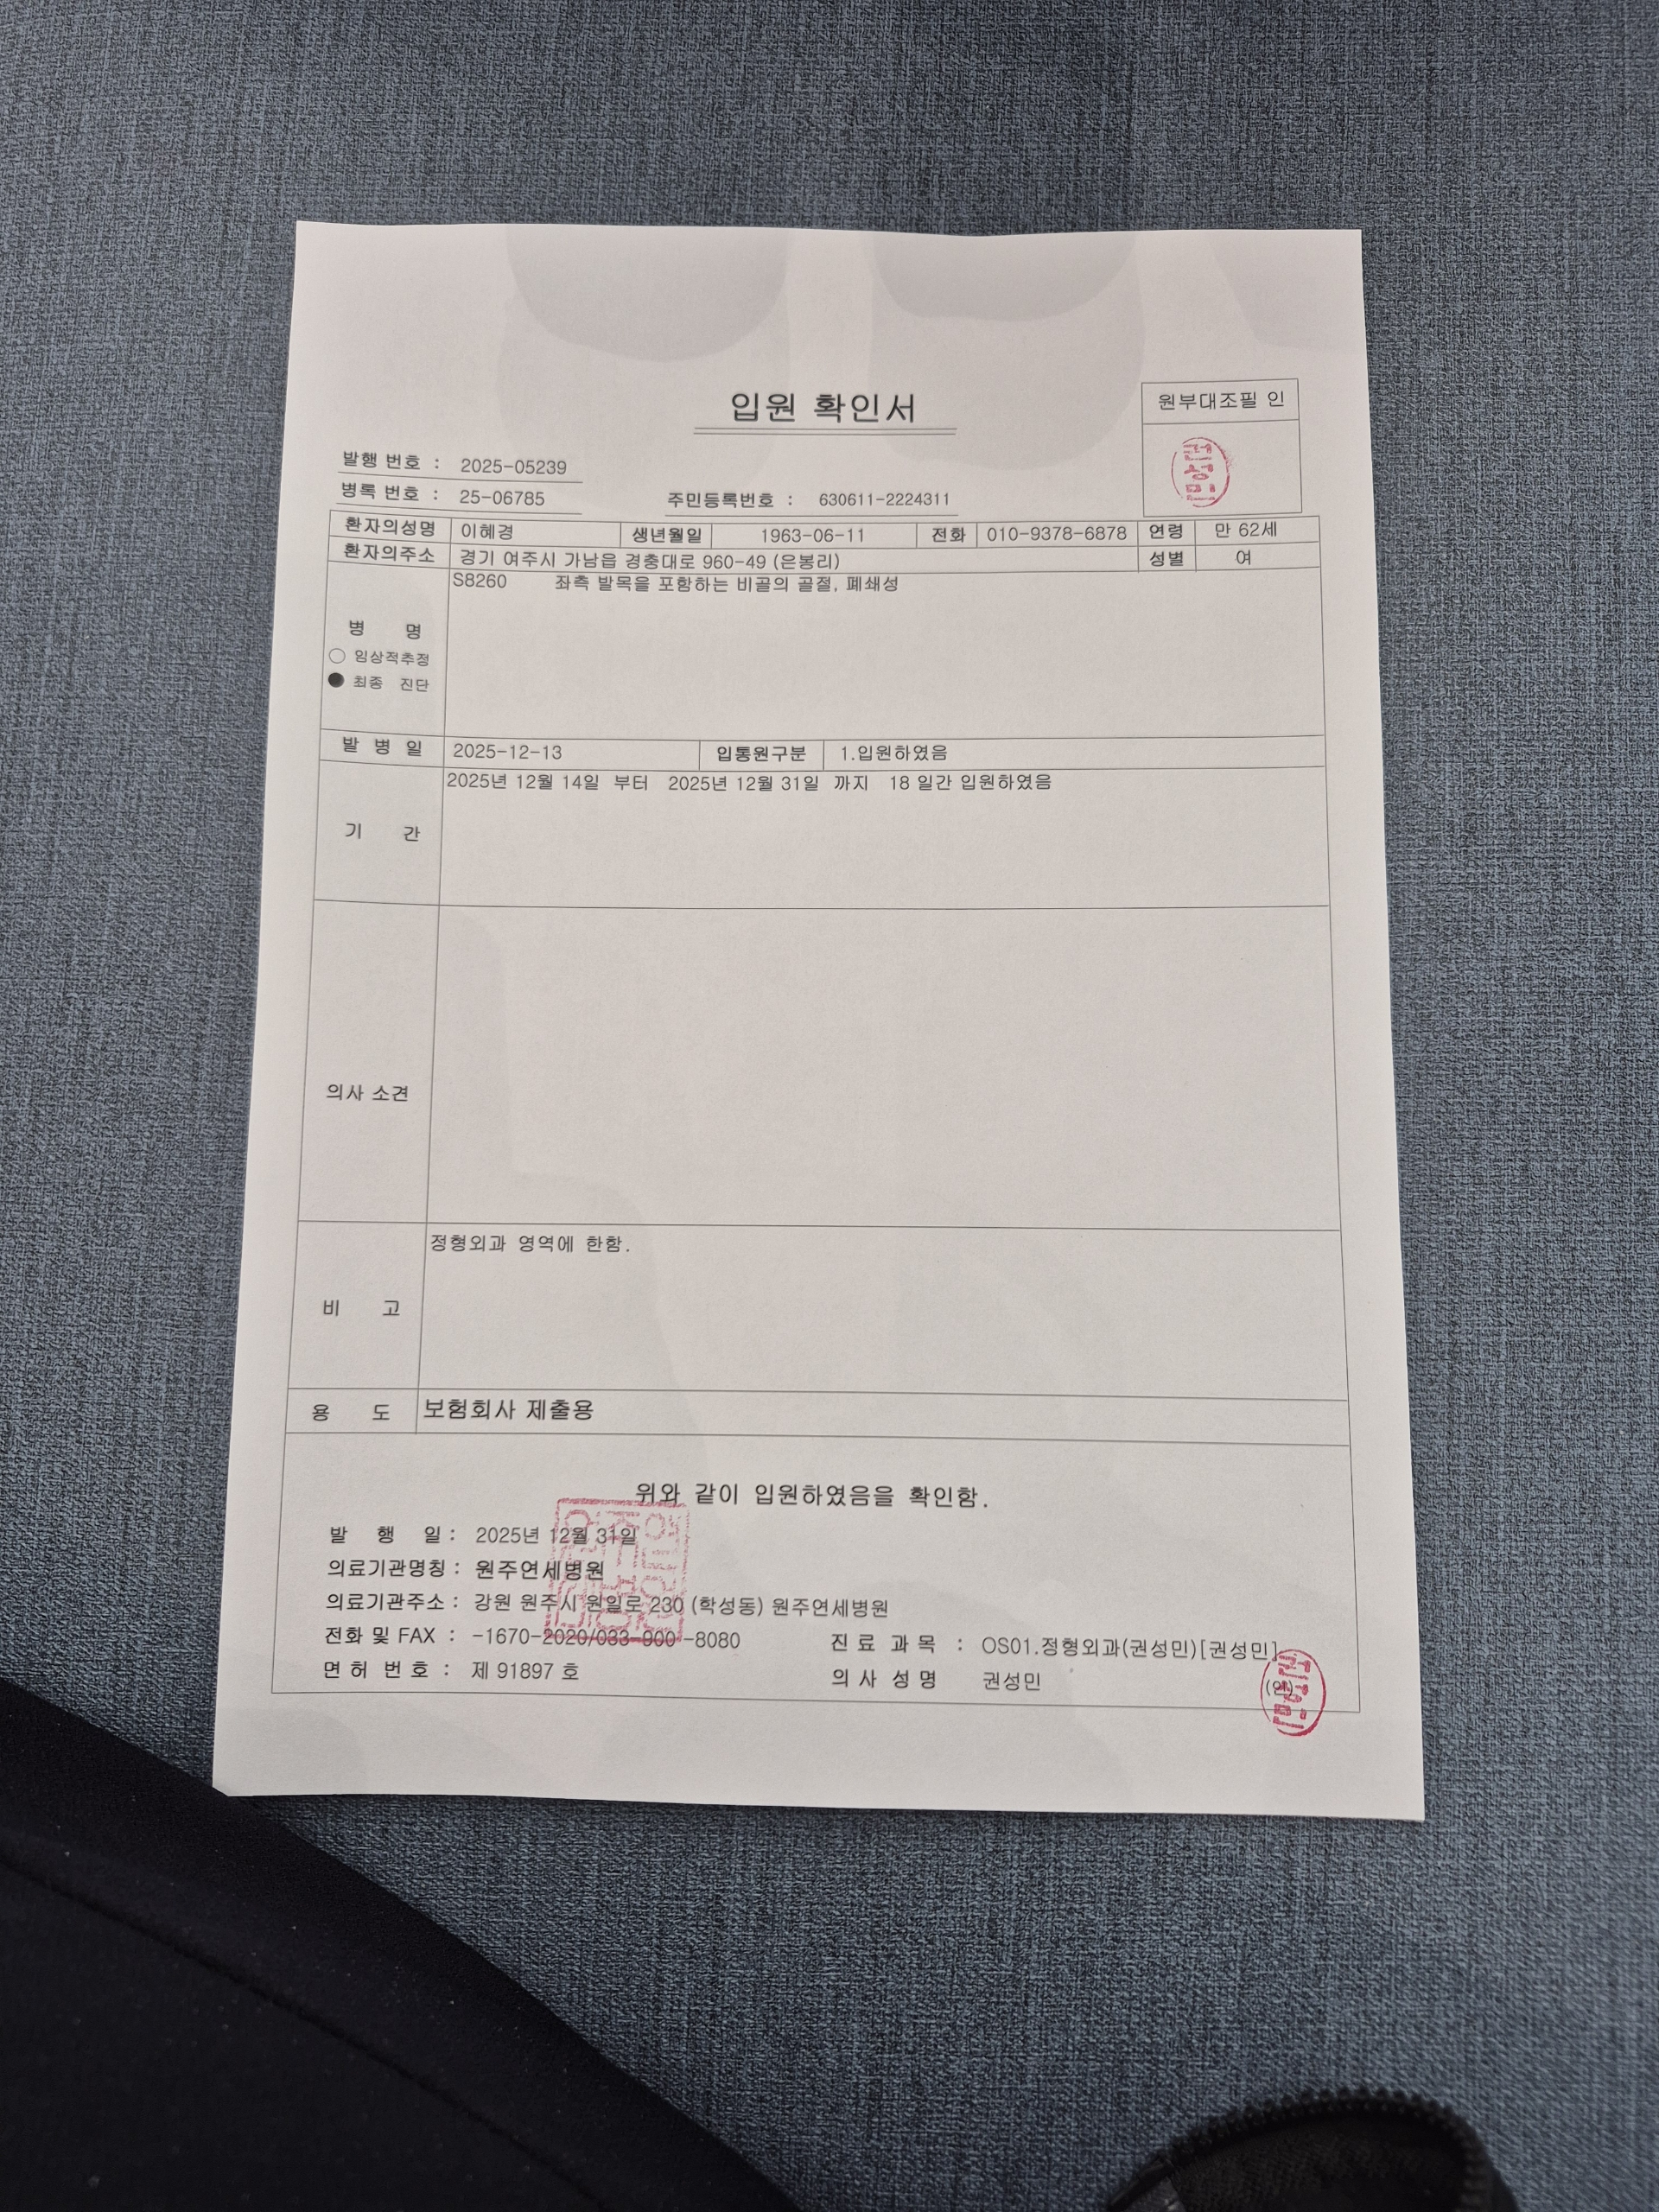 입원 확인서
원부대조필 인
권성민
발행 번호 : 2025-05239
병록 번호 : 25-06785 주민등록번호 : 630611-2224311
환자의성명 이혜경 생년월일 1963-06-11 전화 010-9378-6878 연령 만 62세
환자의주소 경기 여주시 가남읍 경충대로 960-49 (은봉리) 성별 여
S8260 좌측 발목을 포함하는 비골의 골절, 폐쇄성
병 명
○ 임상적추정
● 최종 진단
발 병 일 2025-12-13 입통원구분 1.입원하였음
2025년 12월 14일 부터 2025년 12월 31일 까지 18 일간 입원하였음
기 간
의사 소견
정형외과 영역에 한함.
비 고
용 도 보험회사 제출용
위와 같이 입원하였음을 확인함.
발 행 일 : 2025년 12월 31일
의료기관명칭 : 원주연세병원
의료기관주소 : 강원 원주시 원일로 230 (학성동) 원주연세병원
전화 및 FAX : -1670-2020/033-900-8080 진 료 과 목 : OS01.정형외과(권성민)[권성민]
면 허 번 호 : 제 91897 호 의 사 성 명 권성민 (인)
권성민